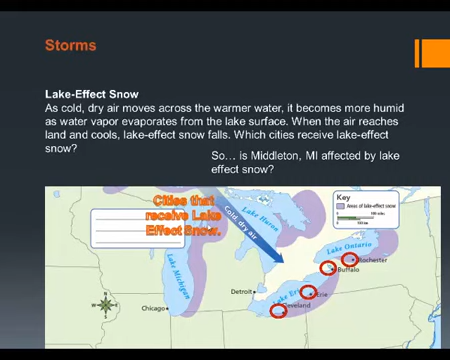 Storms
Lake-Effect Snow
As cold, dry air moves across the warmer water, it becomes more humid
as water vapor evaporates from the lake surface. When the air reaches
land and cools, lake-effect snow falls. Which cities receive lake-effect
snow?
So… is Middleton, MI affected by lake
effect snow?
Cities that
receive Lake
Effect Snow.
Key
Areas of lake-effect snow
Lake Huron
Cold, dry air
Lake Ontario
Rochester
Buffalo
Lake Michigan
Detroit
Lake Erie
Erie
Chicago
Cleveland
N